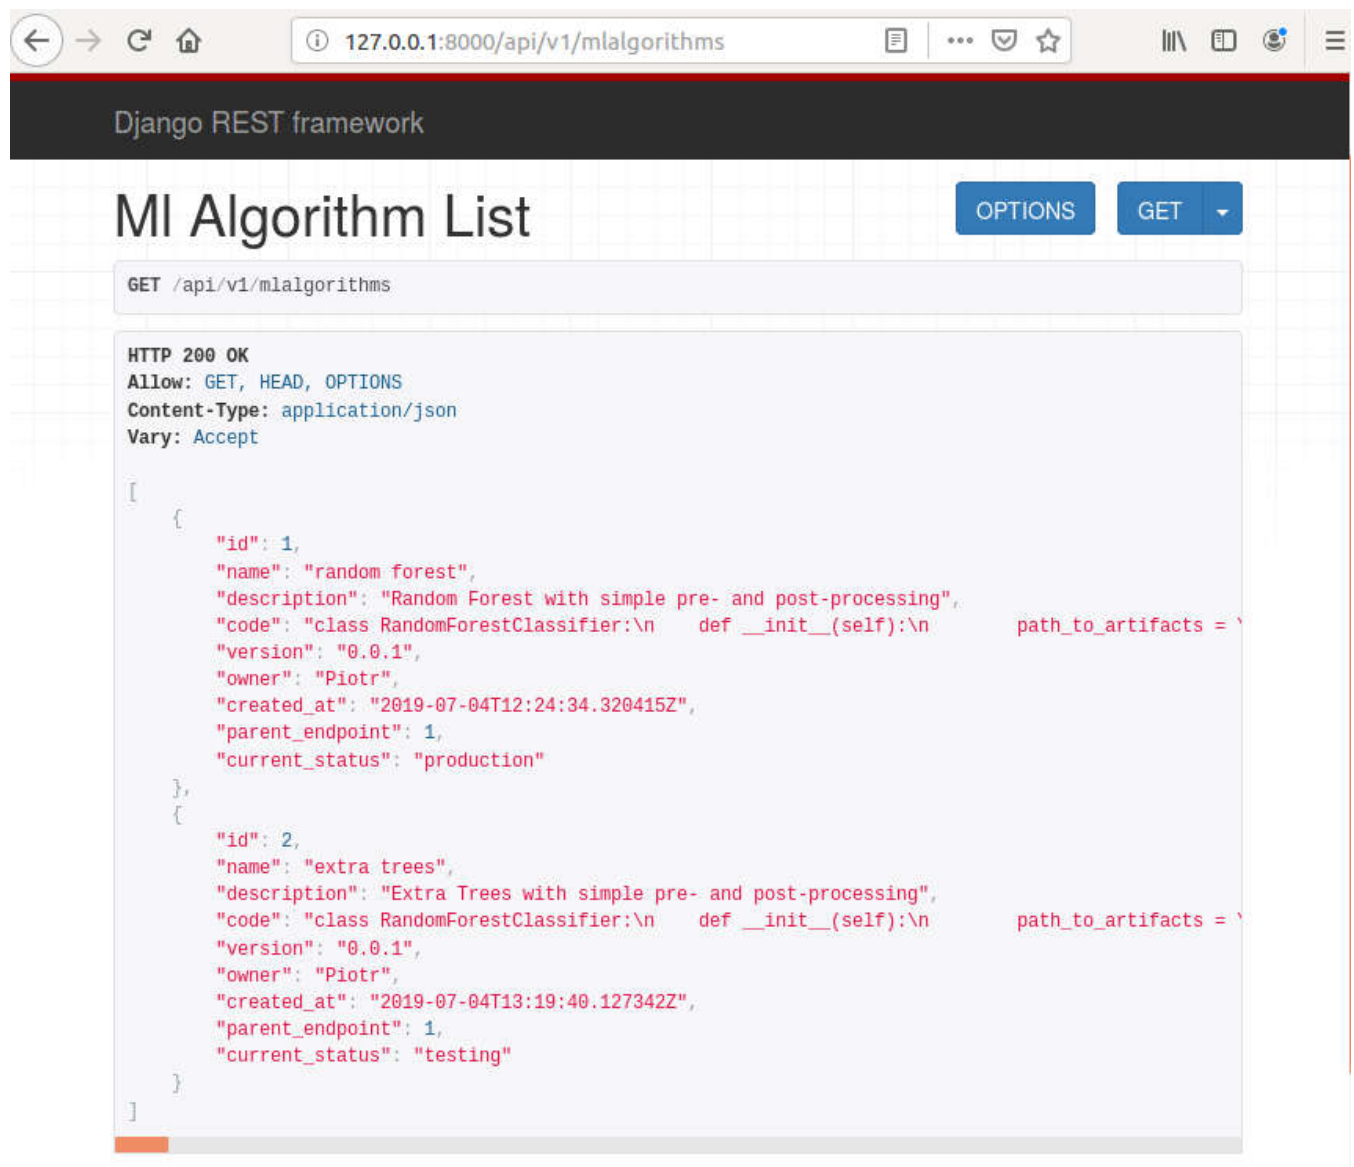 127.0.0.1:8000/api/v1/mlalgorithms
Django REST framework
Ml Algorithm List
OPTIONS
GET
GET /api/v1/mlalgorithms
HTTP 200 OK
Allow: GET, HEAD, OPTIONS
Content-Type: application/json
Vary: Accept
[
{
"id": 1,
"name": "random forest",
"description": "Random Forest with simple pre- and post-processing",
"code": "class RandomForestClassifier:\n    def __init__(self):\n        path_to_artifacts =
"version": "0.0.1",
"owner": "Piotr",
"created_at": "2019-07-04T12:24:34.320415Z",
"parent_endpoint": 1,
"current_status": "production"
},
{
"id": 2,
"name": "extra trees",
"description": "Extra Trees with simple pre- and post-processing",
"code": "class RandomForestClassifier:\n    def __init__(self):\n        path_to_artifacts =
"version": "0.0.1",
"owner": "Piotr",
"created_at": "2019-07-04T13:19:40.127342Z",
"parent_endpoint": 1,
"current_status": "testing"
}
]